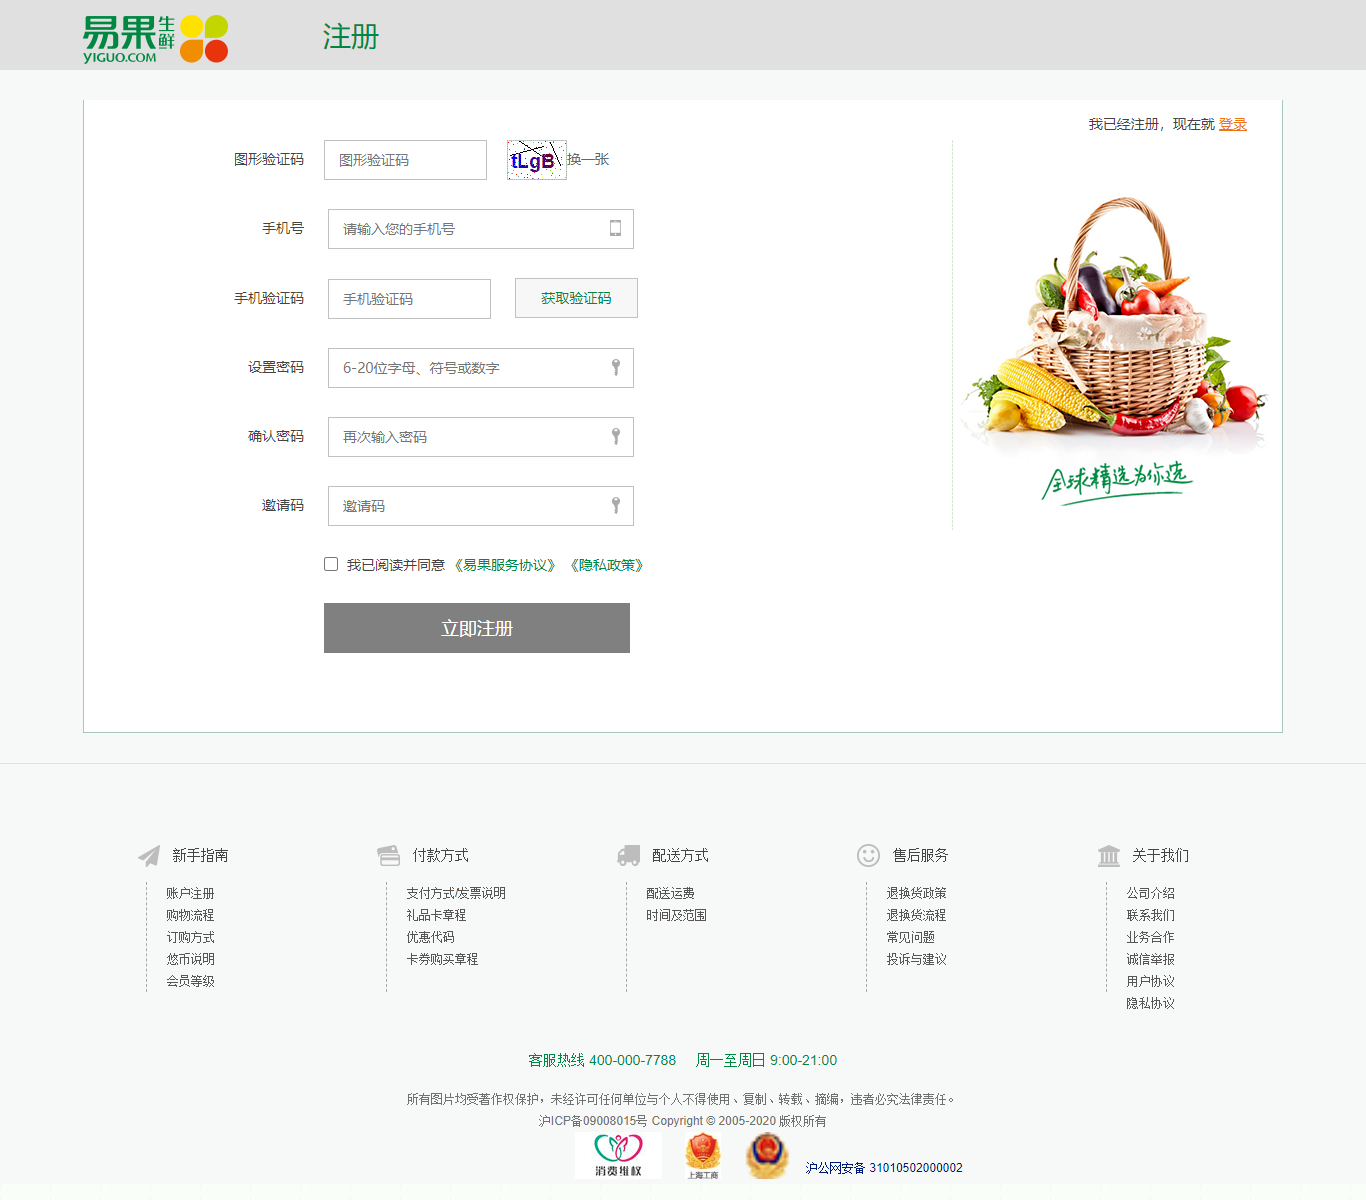 易果生鲜
YIGUO.COM
注册
我已经注册，现在就 登录
图形验证码 图形验证码 tLgB 换一张
手机号 请输入您的手机号
手机验证码 手机验证码 获取验证码
设置密码 6-20位字母、符号或数字
确认密码 再次输入密码
邀请码 邀请码
全球精选为你选
我已阅读并同意 《易果服务协议》 《隐私政策》
立即注册
新手指南
账户注册
购物流程
订购方式
悠币说明
会员等级
付款方式
支付方式/发票说明
礼品卡章程
优惠代码
卡券购买章程
配送方式
配送运费
时间及范围
售后服务
退换货政策
退换货流程
常见问题
投诉与建议
关于我们
公司介绍
联系我们
业务合作
诚信举报
用户协议
隐私协议
客服热线 400-000-7788 周一至周日 9:00-21:00
所有图片均受著作权保护，未经许可任何单位与个人不得使用、复制、转载、摘编，违者必究法律责任。
沪ICP备09008015号 Copyright © 2005-2020 版权所有
消费维权 上海工商 沪公网安备 31010502000002